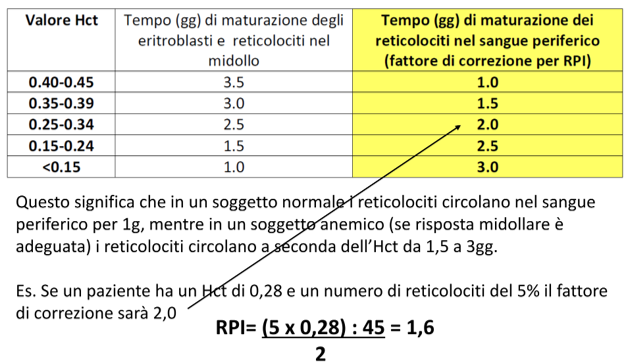 Valore Hct | Tempo (gg) di maturazione degli eritroblasti e reticolociti nel midollo | Tempo (gg) di maturazione dei reticolociti nel sangue periferico (fattore di correzione per RPI)
0.40-0.45 | 3.5 | 1.0
0.35-0.39 | 3.0 | 1.5
0.25-0.34 | 2.5 | 2.0
0.15-0.24 | 1.5 | 2.5
<0.15 | 1.0 | 3.0
Questo significa che in un soggetto normale i reticolociti circolano nel sangue
periferico per 1g, mentre in un soggetto anemico (se risposta midollare è
adeguata) i reticolociti circolano a seconda dell'Hct da 1,5 a 3gg.
Es. Se un paziente ha un Hct di 0,28 e un numero di reticolociti del 5% il fattore
di correzione sarà 2,0
RPI= (5 x 0,28) : 45 = 1,6
2